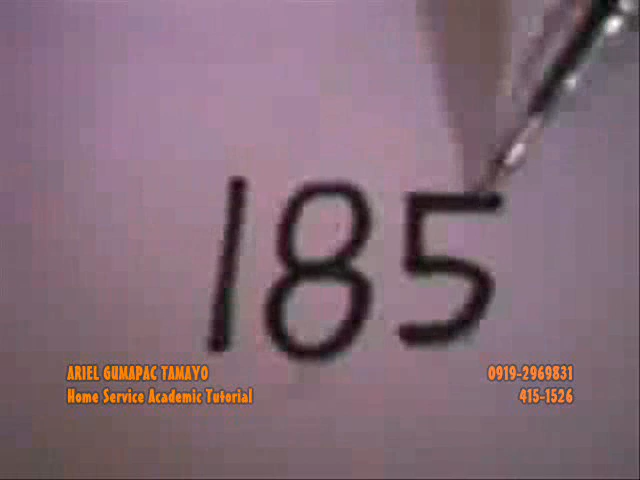 185
ARIEL GUMAPAC TAMAYO
Home Service Academic Tutorial
0919-2969831
415-1526